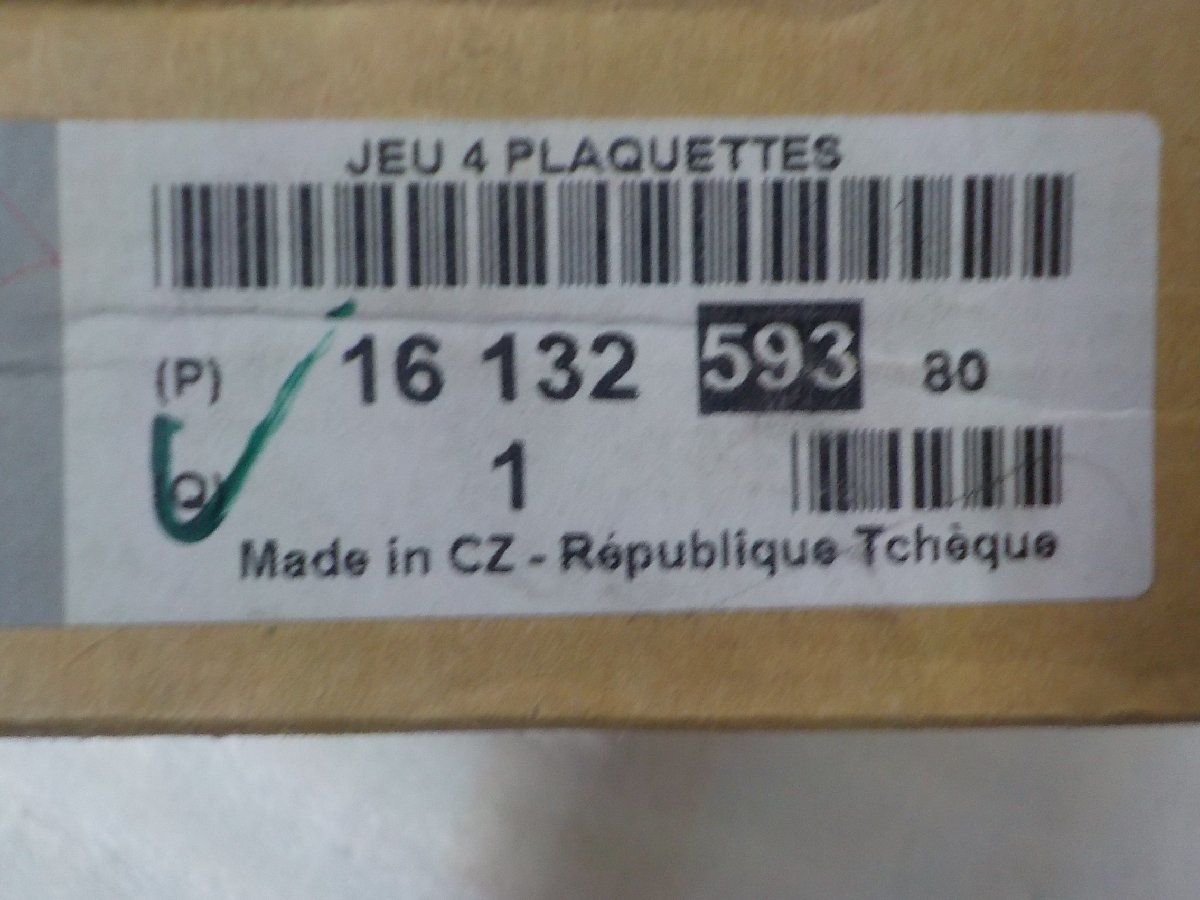 JEU 4 PLAQUETTES
(P) 16 132 593 80
(Q) 1
Made in CZ - République Tchèque